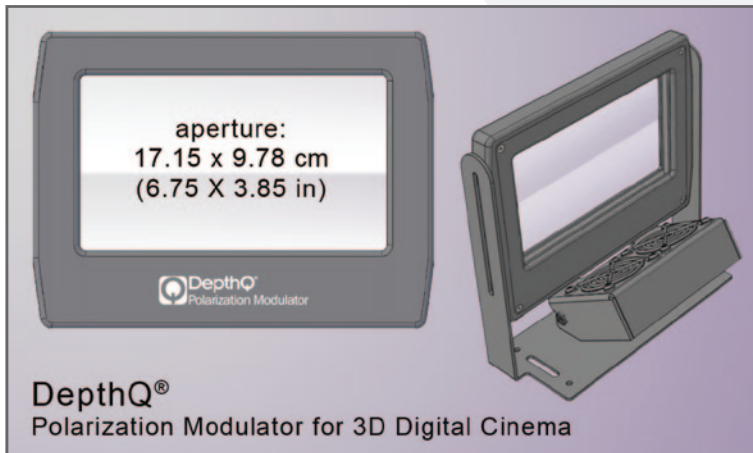 aperture:
17.15 x 9.78 cm
(6.75 X 3.85 in)
DepthQ®
Polarization Modulator
DepthQ®
Polarization Modulator for 3D Digital Cinema